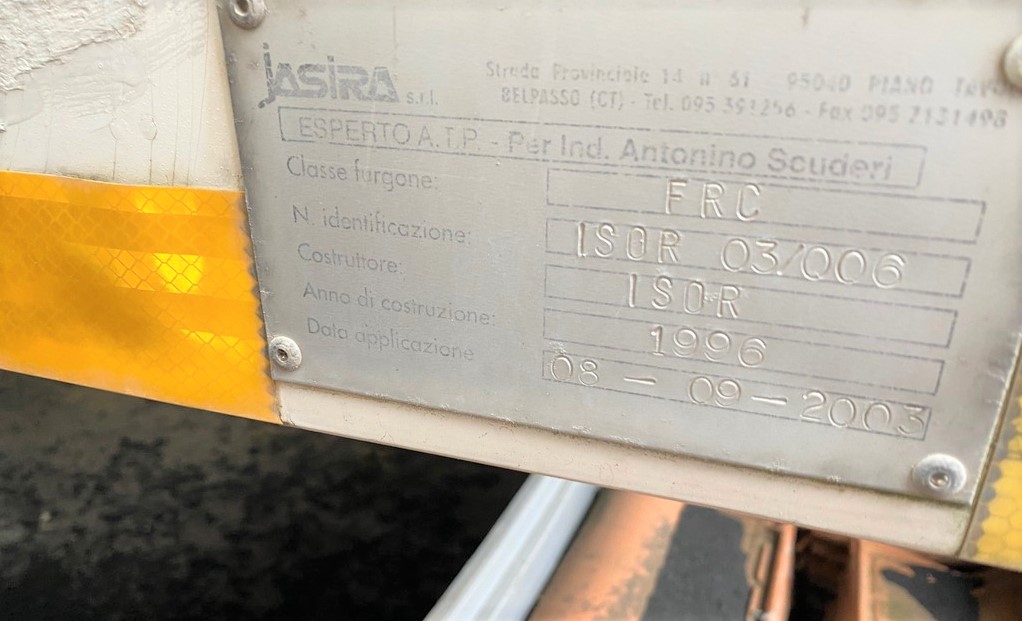 jASiRA s.r.l.
Strada Provinciale 14 n° 61 - 95040 PIANO
BELPASSO (CT) - Tel. 095 391256 - Fax 095 7131498
ESPERTO A.T.P. - Per Ind. Antonino Scuderi
Classe furgone: FRC
N. identificazione: ISOR 03/006
Costruttore: ISOR
Anno di costruzione: 1996
Data applicazione 08 - 09 - 2003